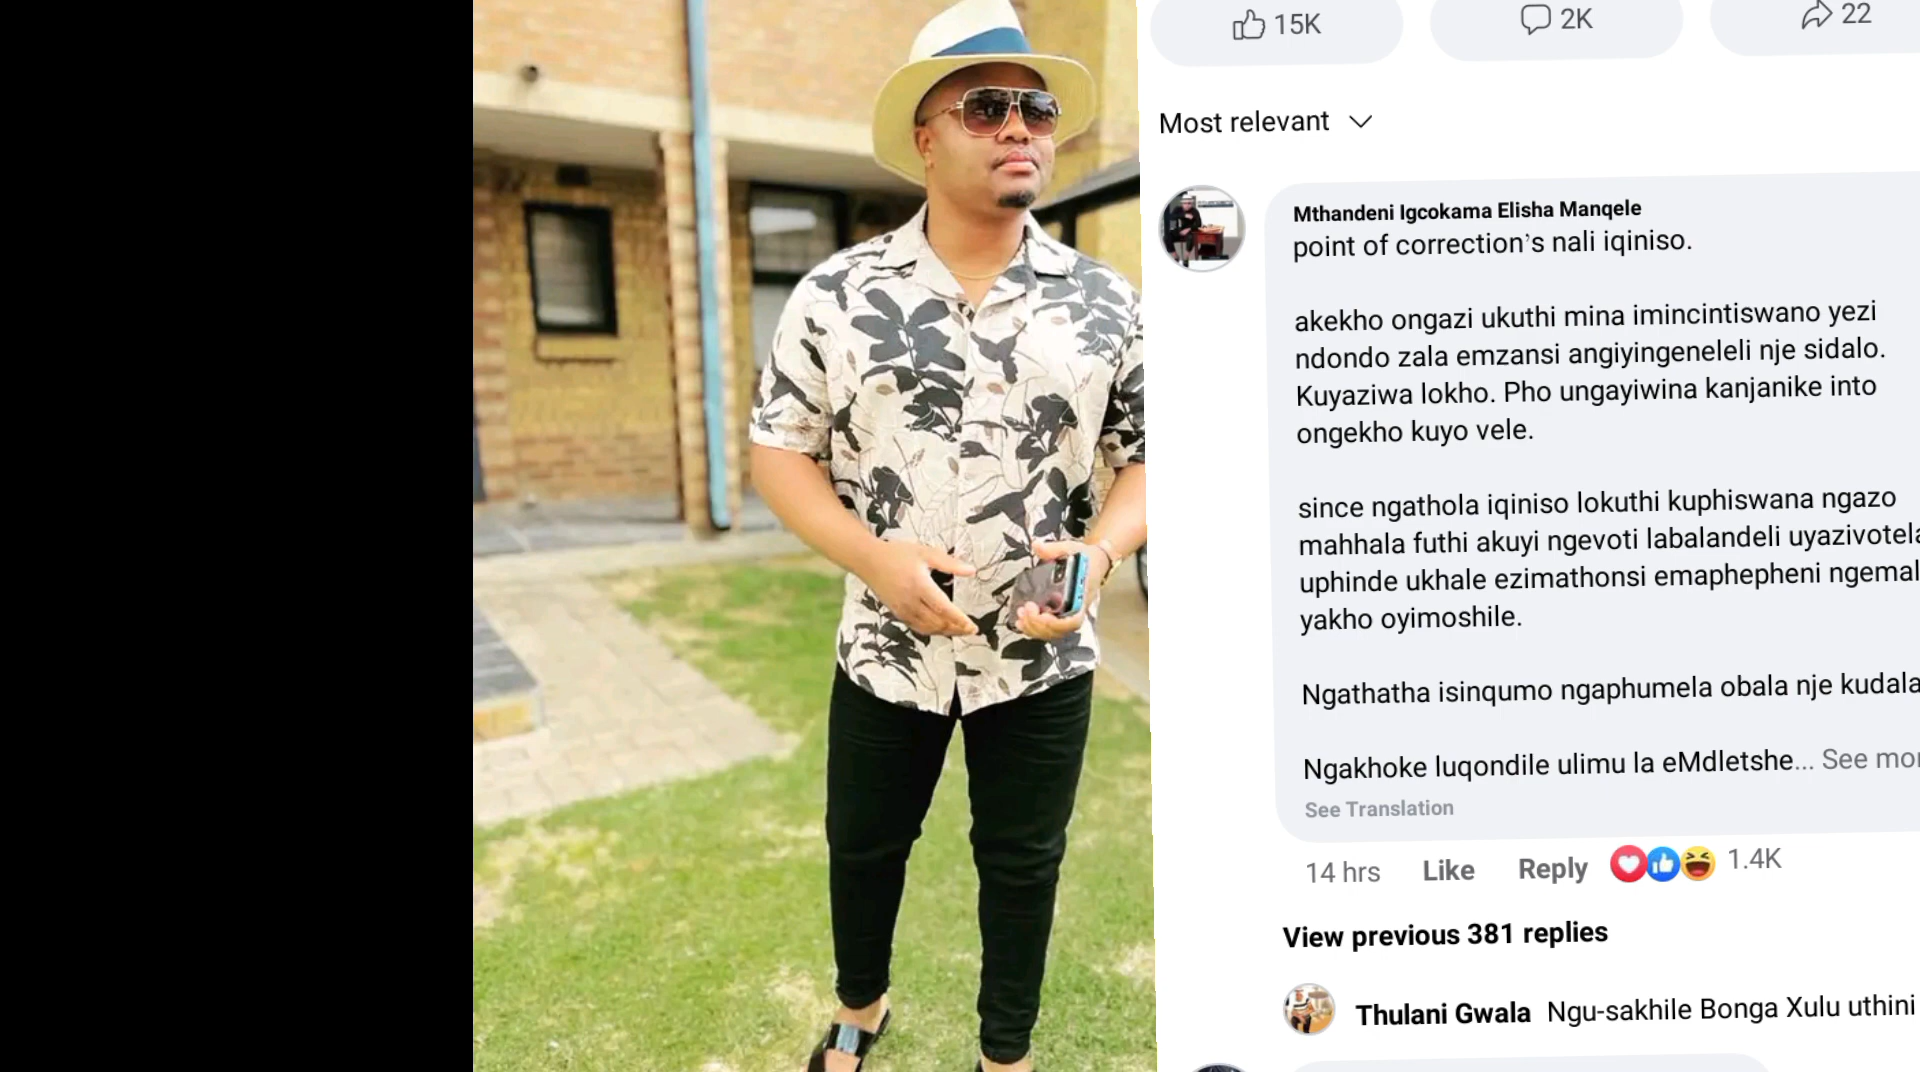 15K
2K
22
Most relevant
Mthandeni Igcokama Elisha Manqele
point of correction's nali iqiniso.
akekho ongazi ukuthi mina imincintiswano yezi
ndondo zala emzansi angiyingeneleli nje sidalo.
Kuyaziwa lokho. Pho ungayiwina kanjanike into
ongekho kuyo vele.
since ngathola iqiniso lokuthi kuphiswana ngazo
mahhala futhi akuyi ngevoti labalandeli uyazivotela
uphinde ukhale ezimathonsi emaphepheni ngemal
yakho oyimoshile.
Ngathatha isinqumo ngaphumela obala nje kudala
Ngakhoke luqondile ulimu la eMdletshe... See mor
See Translation
14 hrs
Like
Reply
1.4K
View previous 381 replies
Thulani Gwala Ngu-sakhile Bonga Xulu uthini